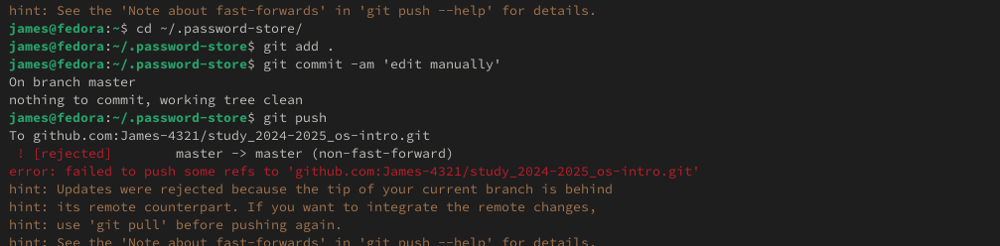 hint: See the 'Note about fast-forwards' in 'git push --help' for details.
james@fedora:~$ cd ~/.password-store/
james@fedora:~/.password-store$ git add .
james@fedora:~/.password-store$ git commit -am 'edit manually'
On branch master
nothing to commit, working tree clean
james@fedora:~/.password-store$ git push
To github.com:James-4321/study_2024-2025_os-intro.git
 ! [rejected]        master -> master (non-fast-forward)
error: failed to push some refs to 'github.com:James-4321/study_2024-2025_os-intro.git'
hint: Updates were rejected because the tip of your current branch is behind
hint: its remote counterpart. If you want to integrate the remote changes,
hint: use 'git pull' before pushing again.
hint: See the 'Note about fast-forwards' in 'git push --help' for details.